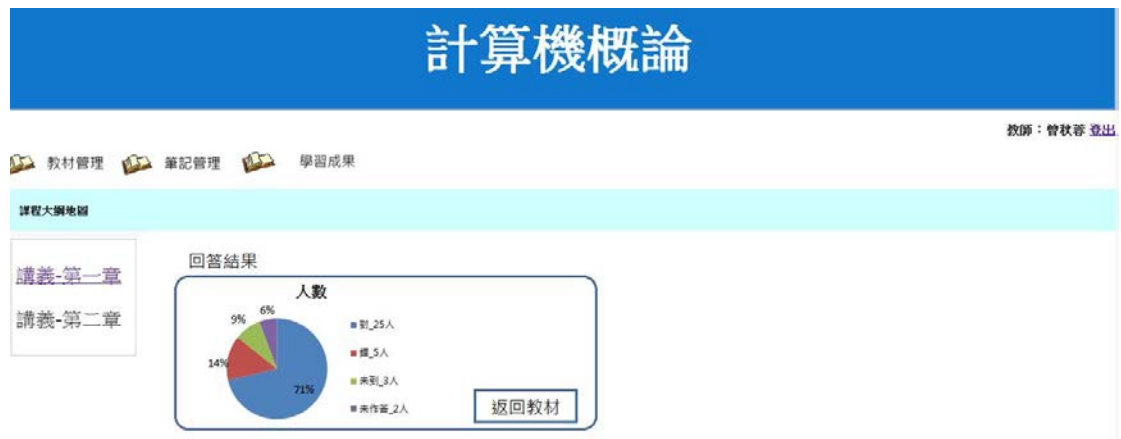 計算機概論
教師：曾秋蓉 登出
教材管理 筆記管理 學習成果
課程大綱地圖
講義-第一章
講義-第二章
回答結果
人數
6%
9%
14%
71%
對_25人
錯_5人
未到_3人
未作答_2人
返回教材